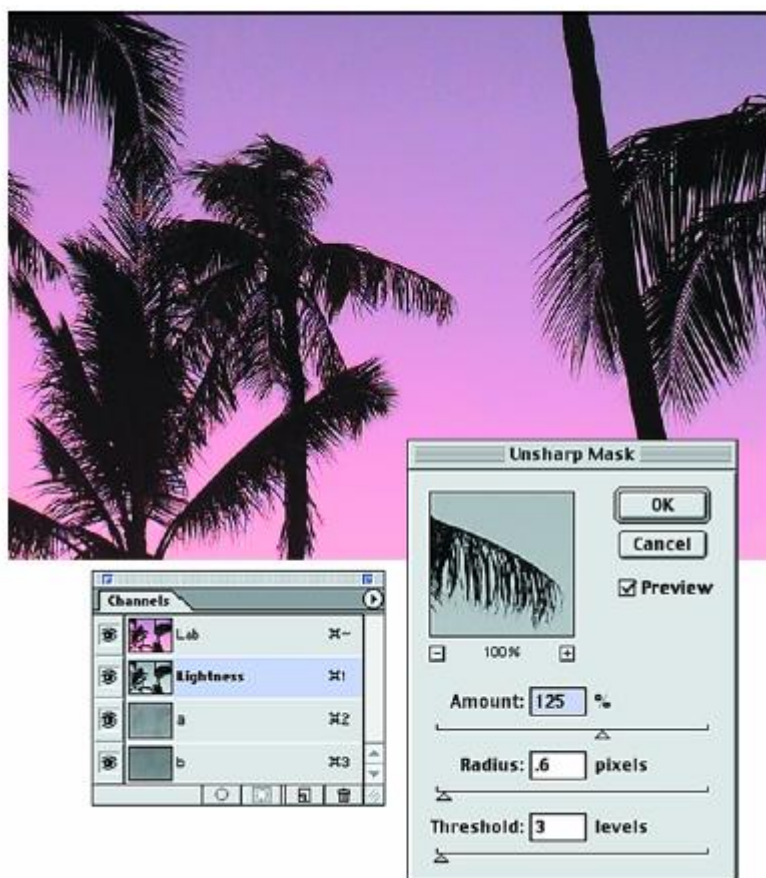 Unsharp Mask
OK
Cancel
Preview
100%
Amount: 125 %
Radius: .6 pixels
Threshold: 3 levels
Channels
Lab ⌘~
Lightness ⌘1
a ⌘2
b ⌘3